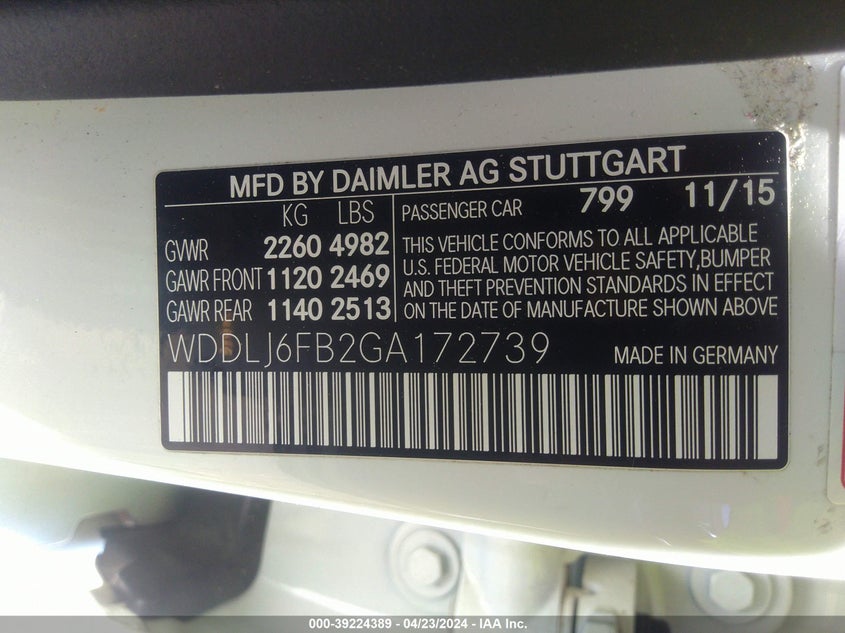 MFD BY DAIMLER AG STUTTGART
KG LBS
GVWR 2260 4982
GAWR FRONT 1120 2469
GAWR REAR 1140 2513
PASSENGER CAR 799 11/15
THIS VEHICLE CONFORMS TO ALL APPLICABLE
U.S. FEDERAL MOTOR VEHICLE SAFETY,BUMPER
AND THEFT PREVENTION STANDARDS IN EFFECT
ON THE DATE OF MANUFACTURE SHOWN ABOVE
WDDLJ6FB2GA172739 MADE IN GERMANY
000-39224389 - 04/23/2024 - IAA Inc.